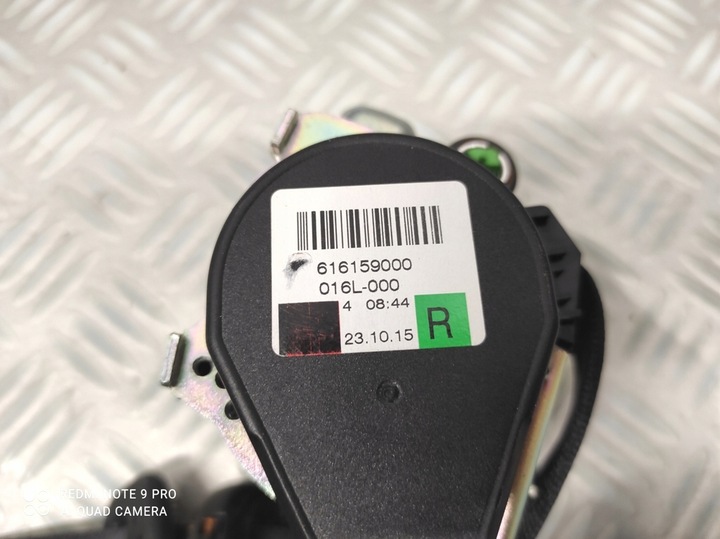 616159000
016L-000
4 08:44
23.10.15
R
REDMI NOTE 9 PRO
AI QUAD CAMERA